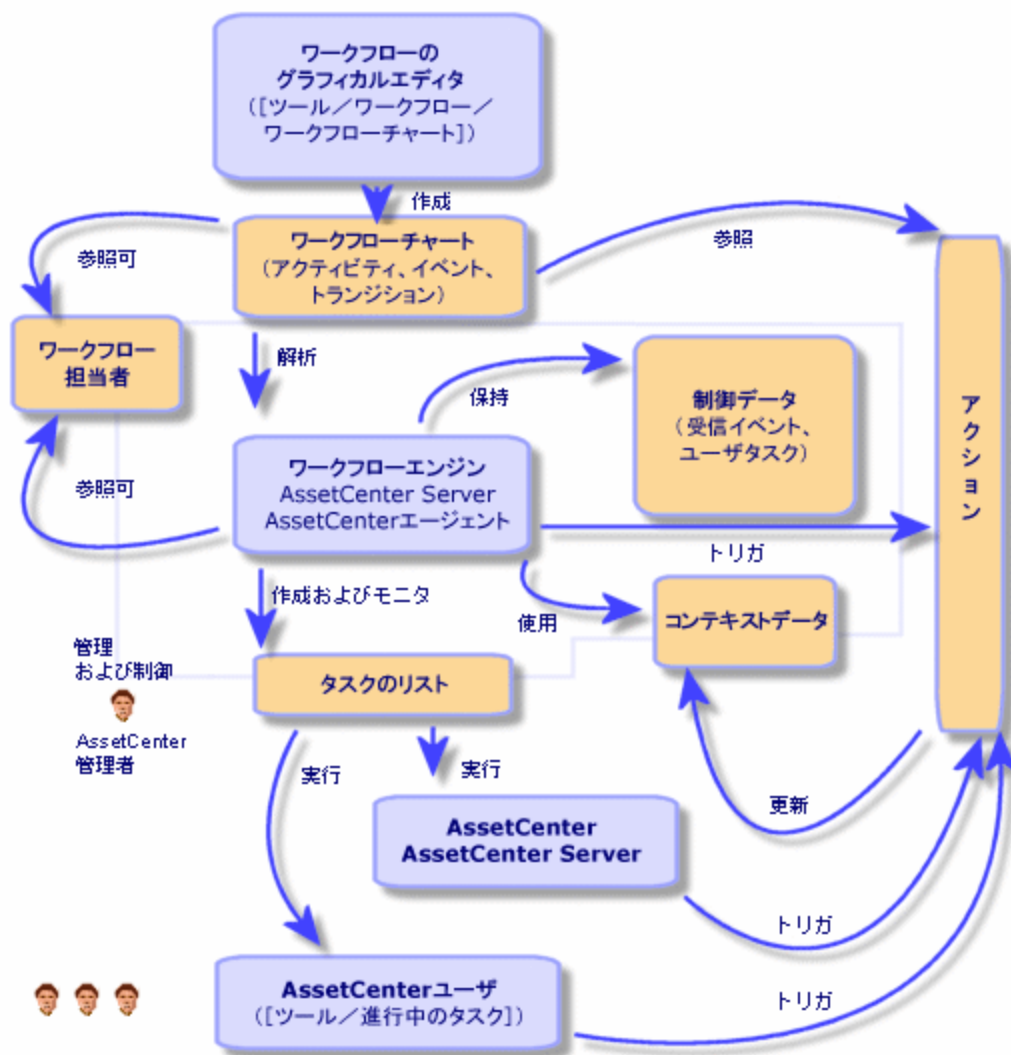 ワークフローの
グラフィカルエディタ
([ツール／ワークフロー／
ワークフローチャート])
作成
ワークフローチャート
(アクティビティ、イベント、
トランジション)
参照
参照可
ワークフロー
担当者
解析
保持
制御データ
(受信イベント、
ユーザタスク)
アクション
ワークフローエンジン
AssetCenter Server
AssetCenterエージェント
参照可
トリガ
作成およびモニタ
使用
コンテキストデータ
管理
および制御
AssetCenter
管理者
タスクのリスト
実行
実行
更新
AssetCenter
AssetCenter Server
トリガ
AssetCenterユーザ
([ツール／進行中のタスク])
トリガ